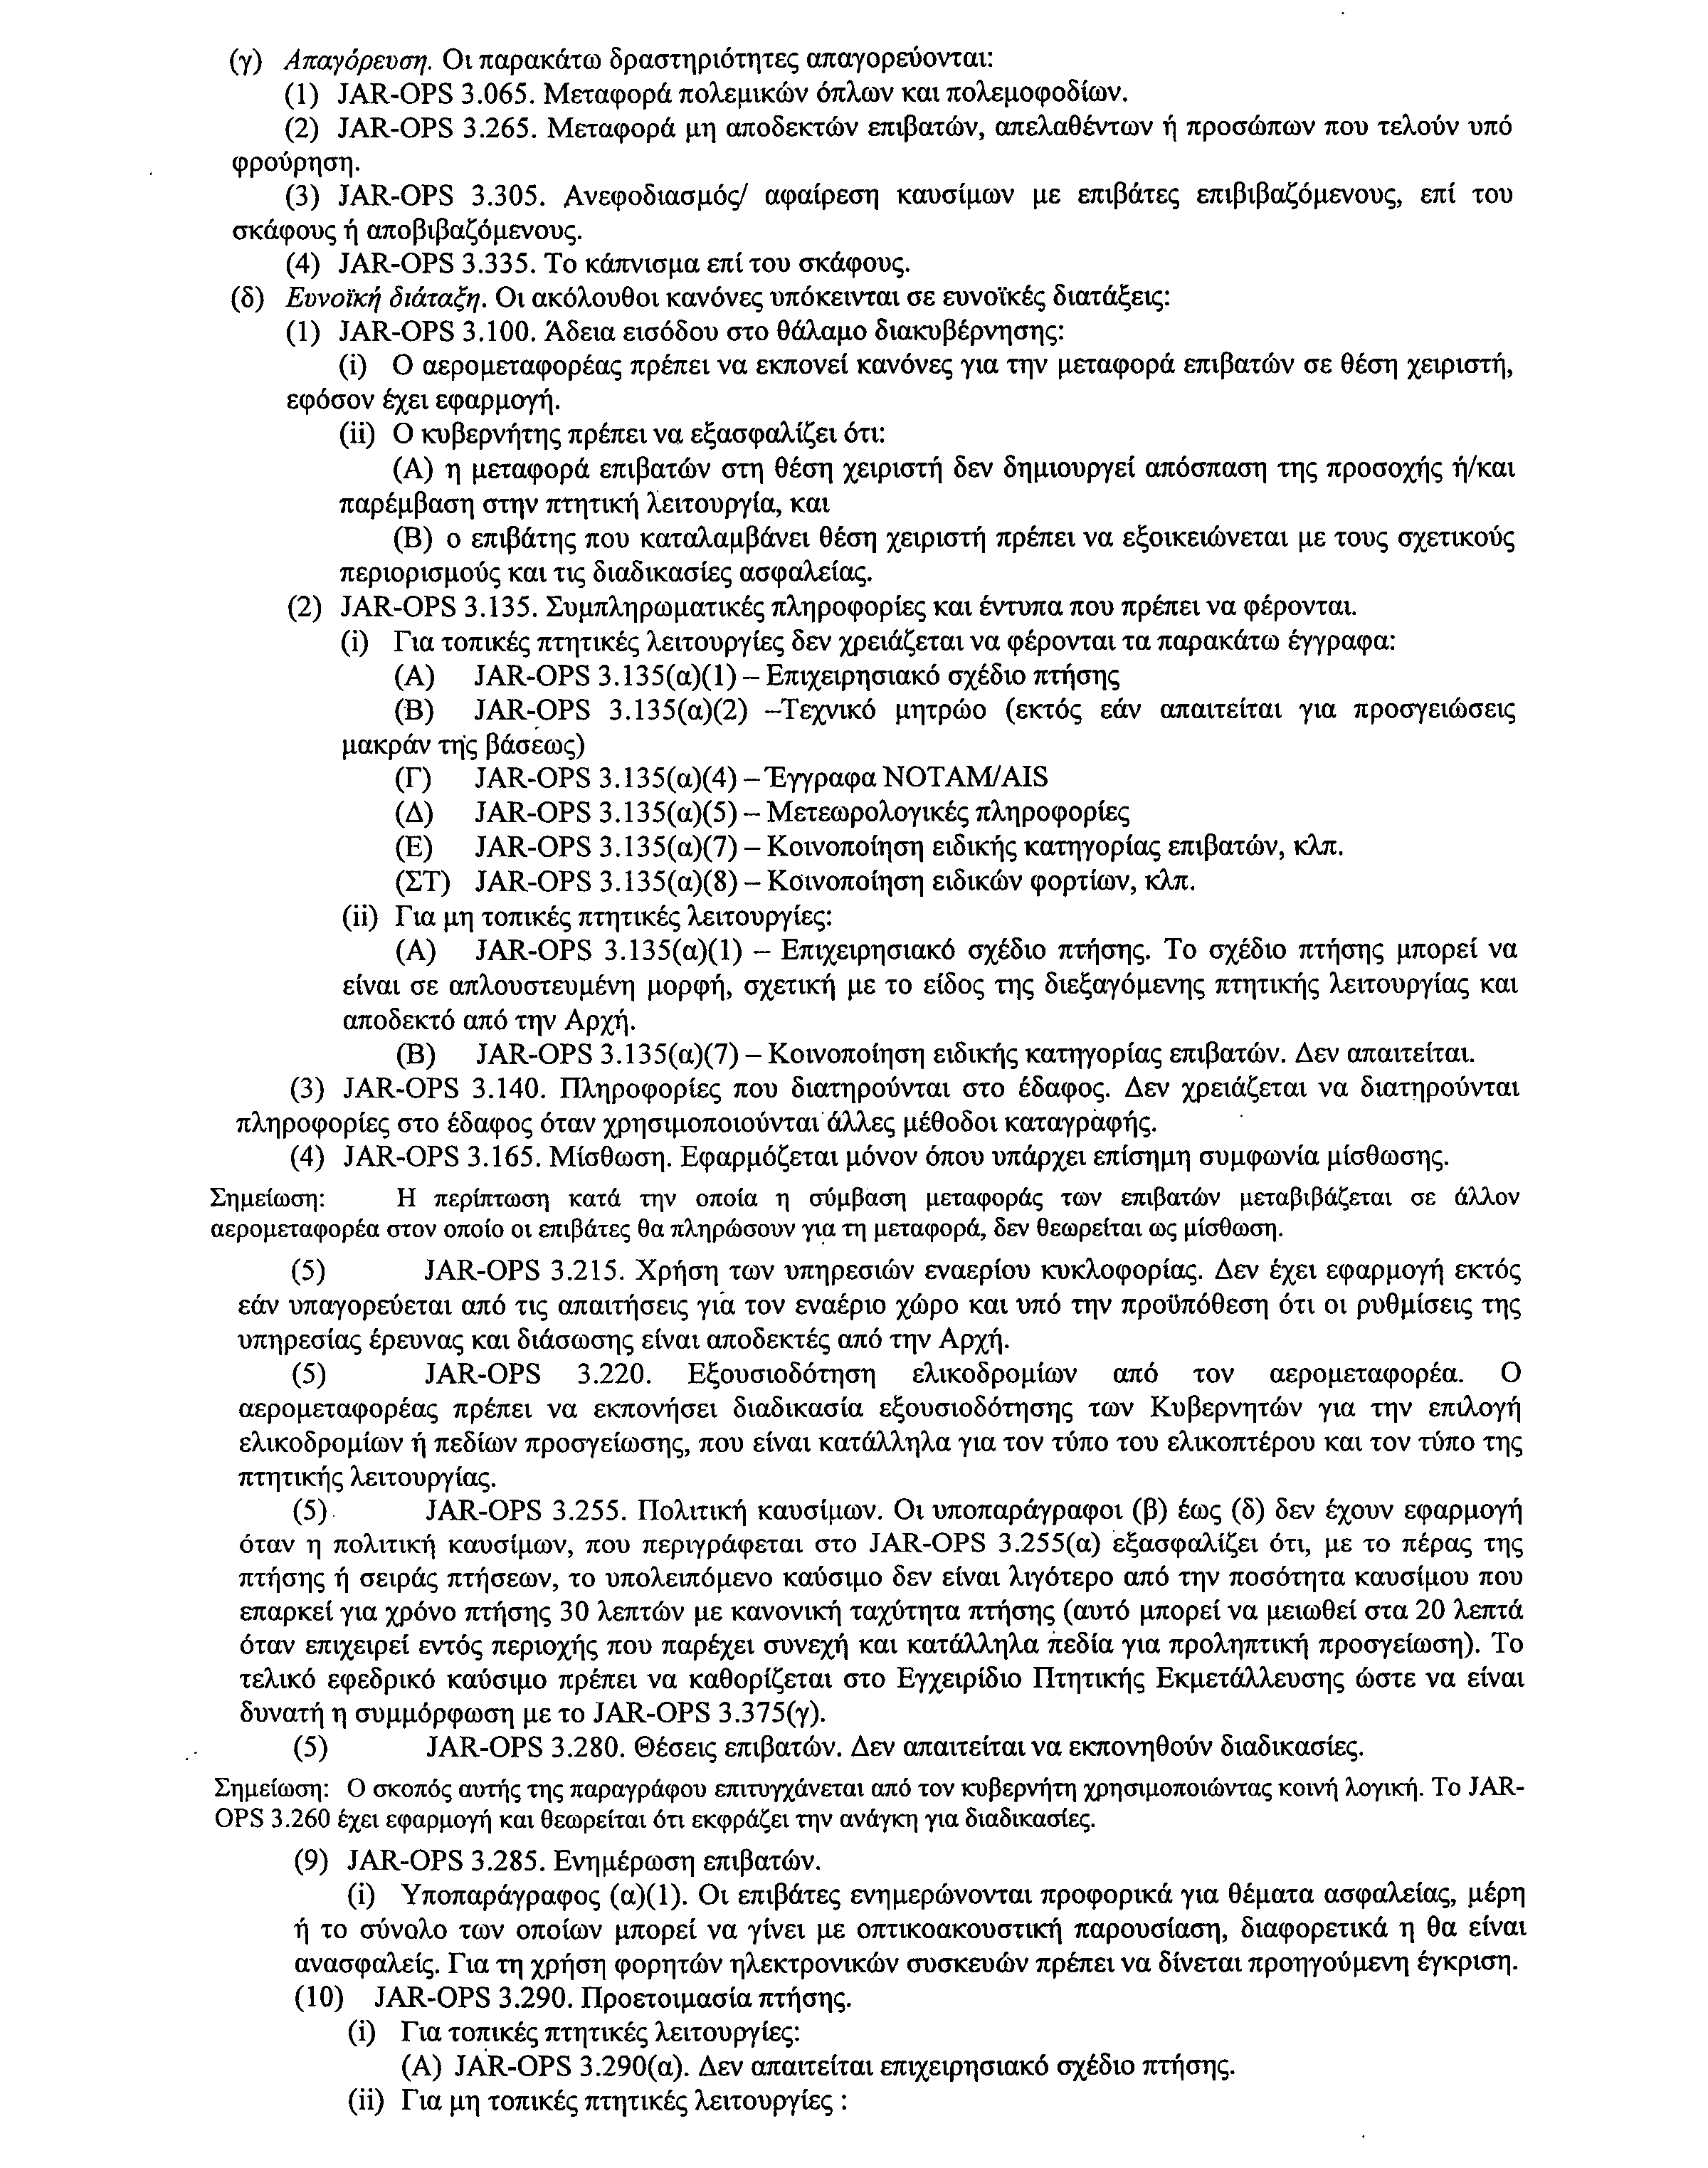 (γ) Απαγόρευση. Οι παρακάτω δραστηριότητες απαγορεύονται:
(1) JAR-OPS 3.065. Μεταφορά πολεμικών όπλων και πολεμοφοδίων.
(2) JAR-OPS 3.265. Μεταφορά μη αποδεκτών επιβατών, απελαθέντων ή προσώπων που τελούν υπό
φρούρηση.
(3) JAR-OPS 3.305. Ανεφοδιασμός/ αφαίρεση καυσίμων με επιβάτες επιβιβαζόμενους, επί του
σκάφους ή αποβιβαζόμενους.
(4) JAR-OPS 3.335. Το κάπνισμα επί του σκάφους.
(δ) Ευνοϊκή διάταξη. Οι ακόλουθοι κανόνες υπόκεινται σε ευνοϊκές διατάξεις:
(1) JAR-OPS 3.100. Άδεια εισόδου στο θάλαμο διακυβέρνησης:
(i) Ο αερομεταφορέας πρέπει να εκπονεί κανόνες για την μεταφορά επιβατών σε θέση χειριστή,
εφόσον έχει εφαρμογή.
(ii) Ο κυβερνήτης πρέπει να εξασφαλίζει ότι:
(Α) η μεταφορά επιβατών στη θέση χειριστή δεν δημιουργεί απόσπαση της προσοχής ή/και
παρέμβαση στην πτητική λειτουργία, και
(Β) ο επιβάτης που καταλαμβάνει θέση χειριστή πρέπει να εξοικειώνεται με τους σχετικούς
περιορισμούς και τις διαδικασίες ασφαλείας.
(2) JAR-OPS 3.135. Συμπληρωματικές πληροφορίες και έντυπα που πρέπει να φέρονται.
(i) Για τοπικές πτητικές λειτουργίες δεν χρειάζεται να φέρονται τα παρακάτω έγγραφα:
(Α) JAR-OPS 3.135(α)(1) – Επιχειρησιακό σχέδιο πτήσης
(Β) JAR-OPS 3.135(α)(2) –Τεχνικό μητρώο (εκτός εάν απαιτείται για προσγειώσεις
μακράν της βάσεως)
(Γ) JAR-OPS 3.135(α)(4) – Έγγραφα NOTAM/AIS
(Δ) JAR-OPS 3.135(α)(5) – Μετεωρολογικές πληροφορίες
(Ε) JAR-OPS 3.135(α)(7) – Κοινοποίηση ειδικής κατηγορίας επιβατών, κλπ.
(ΣΤ) JAR-OPS 3.135(α)(8) – Κοινοποίηση ειδικών φορτίων, κλπ.
(ii) Για μη τοπικές πτητικές λειτουργίες:
(Α) JAR-OPS 3.135(α)(1) – Επιχειρησιακό σχέδιο πτήσης. Το σχέδιο πτήσης μπορεί να
είναι σε απλουστευμένη μορφή, σχετική με το είδος της διεξαγόμενης πτητικής λειτουργίας και
αποδεκτό από την Αρχή.
(Β) JAR-OPS 3.135(α)(7) – Κοινοποίηση ειδικής κατηγορίας επιβατών. Δεν απαιτείται.
(3) JAR-OPS 3.140. Πληροφορίες που διατηρούνται στο έδαφος. Δεν χρειάζεται να διατηρούνται
πληροφορίες στο έδαφος όταν χρησιμοποιούνται άλλες μέθοδοι καταγραφής.
(4) JAR-OPS 3.165. Μίσθωση. Εφαρμόζεται μόνον όπου υπάρχει επίσημη συμφωνία μίσθωσης.
Σημείωση: Η περίπτωση κατά την οποία η σύμβαση μεταφοράς των επιβατών μεταβιβάζεται σε άλλον
αερομεταφορέα στον οποίο οι επιβάτες θα πληρώσουν για τη μεταφορά, δεν θεωρείται ως μίσθωση.
(5) JAR-OPS 3.215. Χρήση των υπηρεσιών εναερίου κυκλοφορίας. Δεν έχει εφαρμογή εκτός
εάν υπαγορεύεται από τις απαιτήσεις για τον εναέριο χώρο και υπό την προϋπόθεση ότι οι ρυθμίσεις της
υπηρεσίας έρευνας και διάσωσης είναι αποδεκτές από την Αρχή.
(5) JAR-OPS 3.220. Εξουσιοδότηση ελικοδρομίων από τον αερομεταφορέα. Ο
αερομεταφορέας πρέπει να εκπονήσει διαδικασία εξουσιοδότησης των Κυβερνητών για την επιλογή
ελικοδρομίων ή πεδίων προσγείωσης, που είναι κατάλληλα για τον τύπο του ελικοπτέρου και τον τύπο της
πτητικής λειτουργίας.
(5) JAR-OPS 3.255. Πολιτική καυσίμων. Οι υποπαράγραφοι (β) έως (δ) δεν έχουν εφαρμογή
όταν η πολιτική καυσίμων, που περιγράφεται στο JAR-OPS 3.255(α) εξασφαλίζει ότι, με το πέρας της
πτήσης ή σειράς πτήσεων, το υπολειπόμενο καύσιμο δεν είναι λιγότερο από την ποσότητα καυσίμου που
επαρκεί για χρόνο πτήσης 30 λεπτών με κανονική ταχύτητα πτήσης (αυτό μπορεί να μειωθεί στα 20 λεπτά
όταν επιχειρεί εντός περιοχής που παρέχει συνεχή και κατάλληλα πεδία για προληπτική προσγείωση). Το
τελικό εφεδρικό καύσιμο πρέπει να καθορίζεται στο Εγχειρίδιο Πτητικής Εκμετάλλευσης ώστε να είναι
δυνατή η συμμόρφωση με το JAR-OPS 3.375(γ).
(5) JAR-OPS 3.280. Θέσεις επιβατών. Δεν απαιτείται να εκπονηθούν διαδικασίες.
Σημείωση: Ο σκοπός αυτής της παραγράφου επιτυγχάνεται από τον κυβερνήτη χρησιμοποιώντας κοινή λογική. Το JAR-
OPS 3.260 έχει εφαρμογή και θεωρείται ότι εκφράζει την ανάγκη για διαδικασίες.
(9) JAR-OPS 3.285. Ενημέρωση επιβατών.
(i) Υποπαράγραφος (α)(1). Οι επιβάτες ενημερώνονται προφορικά για θέματα ασφαλείας, μέρη
ή το σύνολο των οποίων μπορεί να γίνει με οπτικοακουστική παρουσίαση, διαφορετικά η θα είναι
ανασφαλείς. Για τη χρήση φορητών ηλεκτρονικών συσκευών πρέπει να δίνεται προηγούμενη έγκριση.
(10) JAR-OPS 3.290. Προετοιμασία πτήσης.
(i) Για τοπικές πτητικές λειτουργίες:
(Α) JAR-OPS 3.290(α). Δεν απαιτείται επιχειρησιακό σχέδιο πτήσης.
(ii) Για μη τοπικές πτητικές λειτουργίες :